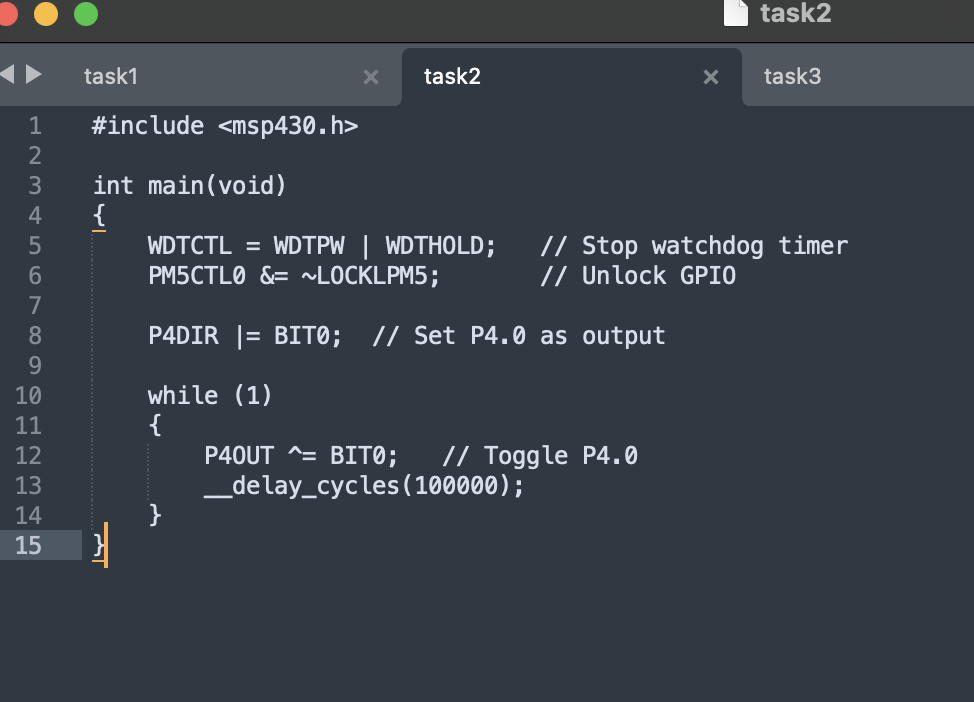 task2
task1 × task2 × task3
1 #include <msp430.h>
2
3 int main(void)
4 {
5     WDTCTL = WDTPW | WDTHOLD;   // Stop watchdog timer
6     PM5CTL0 &= ~LOCKLPM5;       // Unlock GPIO
7
8     P4DIR |= BIT0;  // Set P4.0 as output
9
10     while (1)
11     {
12         P4OUT ^= BIT0;   // Toggle P4.0
13         __delay_cycles(100000);
14     }
15 }